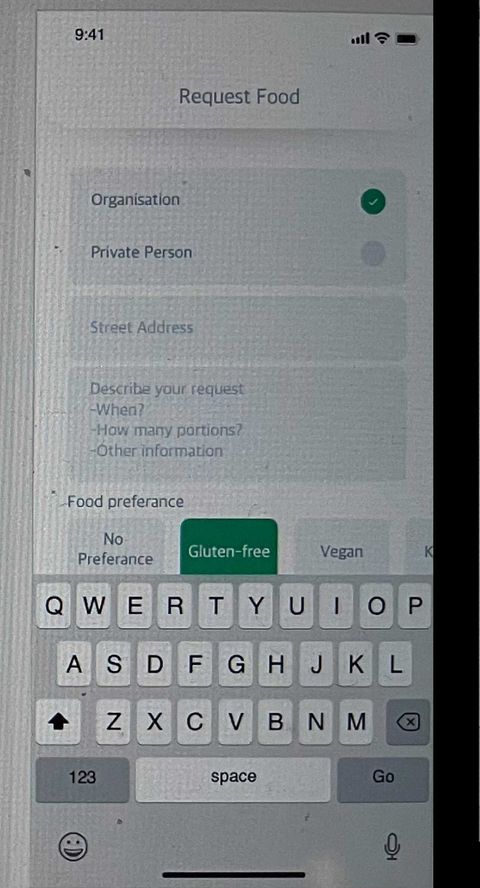 9:41
Request Food
Organisation
Private Person
Street Address
Describe your request
-When?
-How many portions?
-Other information
Food preferance
No Preferance
Gluten-free
Vegan
K
Q W E R T Y U I O P
A S D F G H J K L
Z X C V B N M
123 space Go